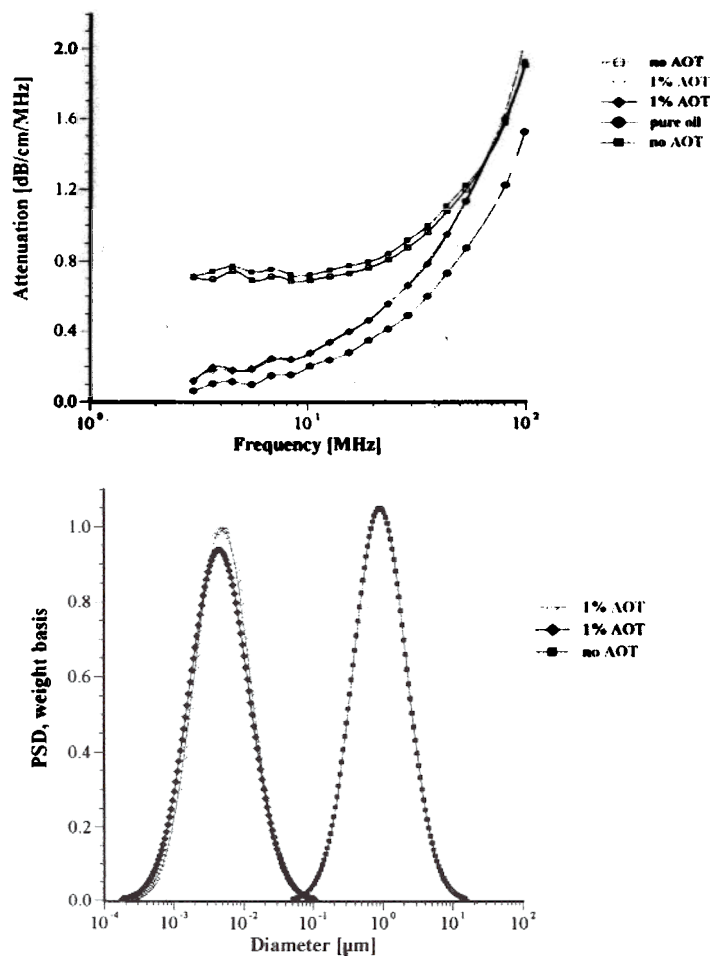 2.0
1.6
1.2
0.8
0.4
0.0
Attenuation [dB/cm/MHz]
10⁰
10¹
10²
Frequency [MHz]
no AOT
1% AOT
1% AOT
pure oil
no AOT
1.0
0.8
0.6
0.4
0.2
0.0
PSD, weight basis
10⁻⁴
10⁻³
10⁻²
10⁻¹
10⁰
10¹
10²
Diameter [μm]
1% AOT
1% AOT
no AOT